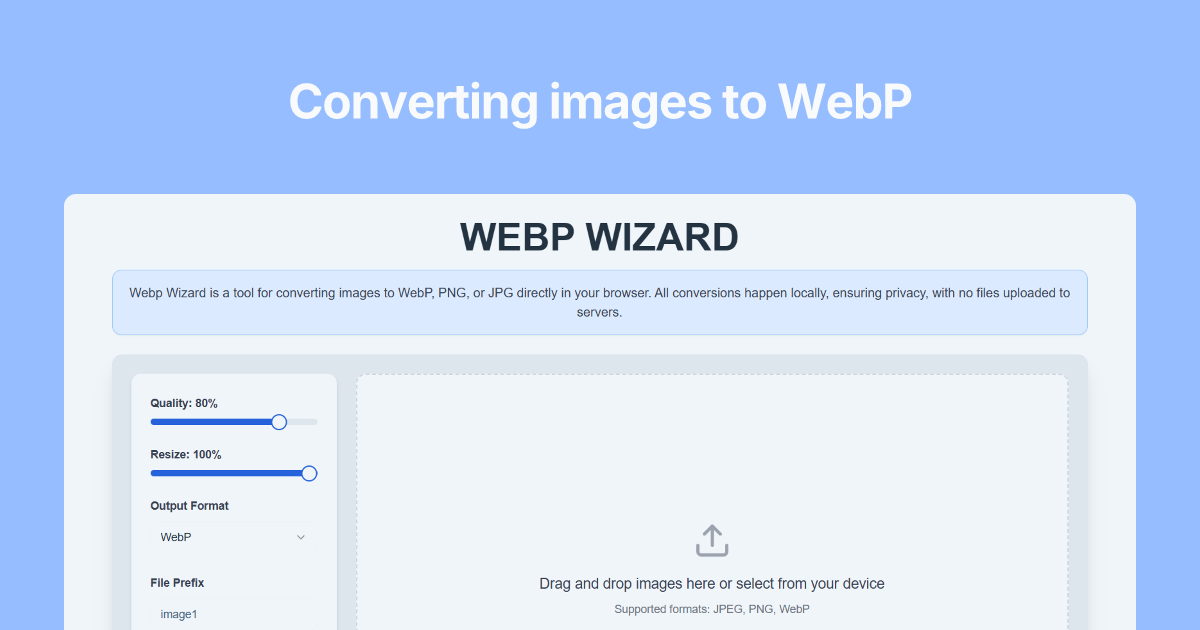 Converting images to WebP
WEBP WIZARD
Webp Wizard is a tool for converting images to WebP, PNG, or JPG directly in your browser. All conversions happen locally, ensuring privacy, with no files uploaded to
servers.
Quality: 80%
Resize: 100%
Output Format
WebP
File Prefix
image1
Drag and drop images here or select from your device
Supported formats: JPEG, PNG, WebP